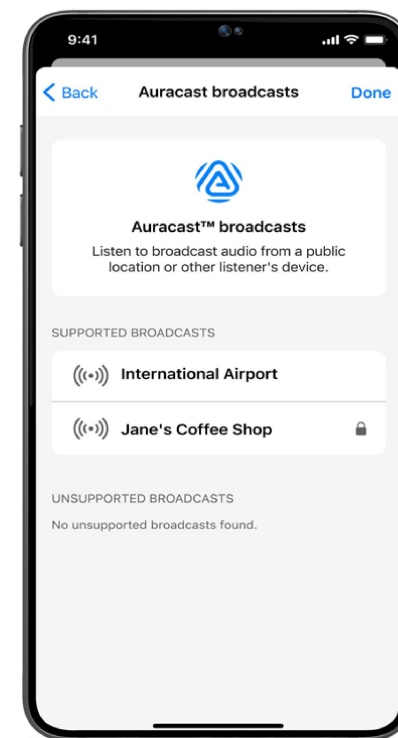 9:41
Back Auracast broadcasts Done
Auracast™ broadcasts
Listen to broadcast audio from a public
location or other listener's device.
SUPPORTED BROADCASTS
International Airport
Jane's Coffee Shop
UNSUPPORTED BROADCASTS
No unsupported broadcasts found.